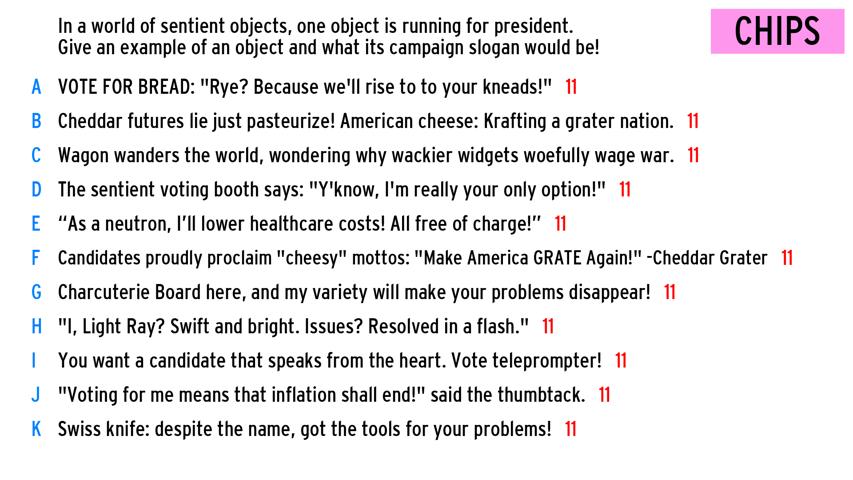 In a world of sentient objects, one object is running for president.
Give an example of an object and what its campaign slogan would be!
CHIPS
A VOTE FOR BREAD: "Rye? Because we'll rise to to your kneads!" 11
B Cheddar futures lie just pasteurize! American cheese: Krafting a grater nation. 11
C Wagon wanders the world, wondering why wackier widgets woefully wage war. 11
D The sentient voting booth says: "Y'know, I'm really your only option!" 11
E “As a neutron, I’ll lower healthcare costs! All free of charge!” 11
F Candidates proudly proclaim "cheesy" mottos: "Make America GRATE Again!" -Cheddar Grater 11
G Charcuterie Board here, and my variety will make your problems disappear! 11
H "I, Light Ray? Swift and bright. Issues? Resolved in a flash." 11
I You want a candidate that speaks from the heart. Vote teleprompter! 11
J "Voting for me means that inflation shall end!" said the thumbtack. 11
K Swiss knife: despite the name, got the tools for your problems! 11